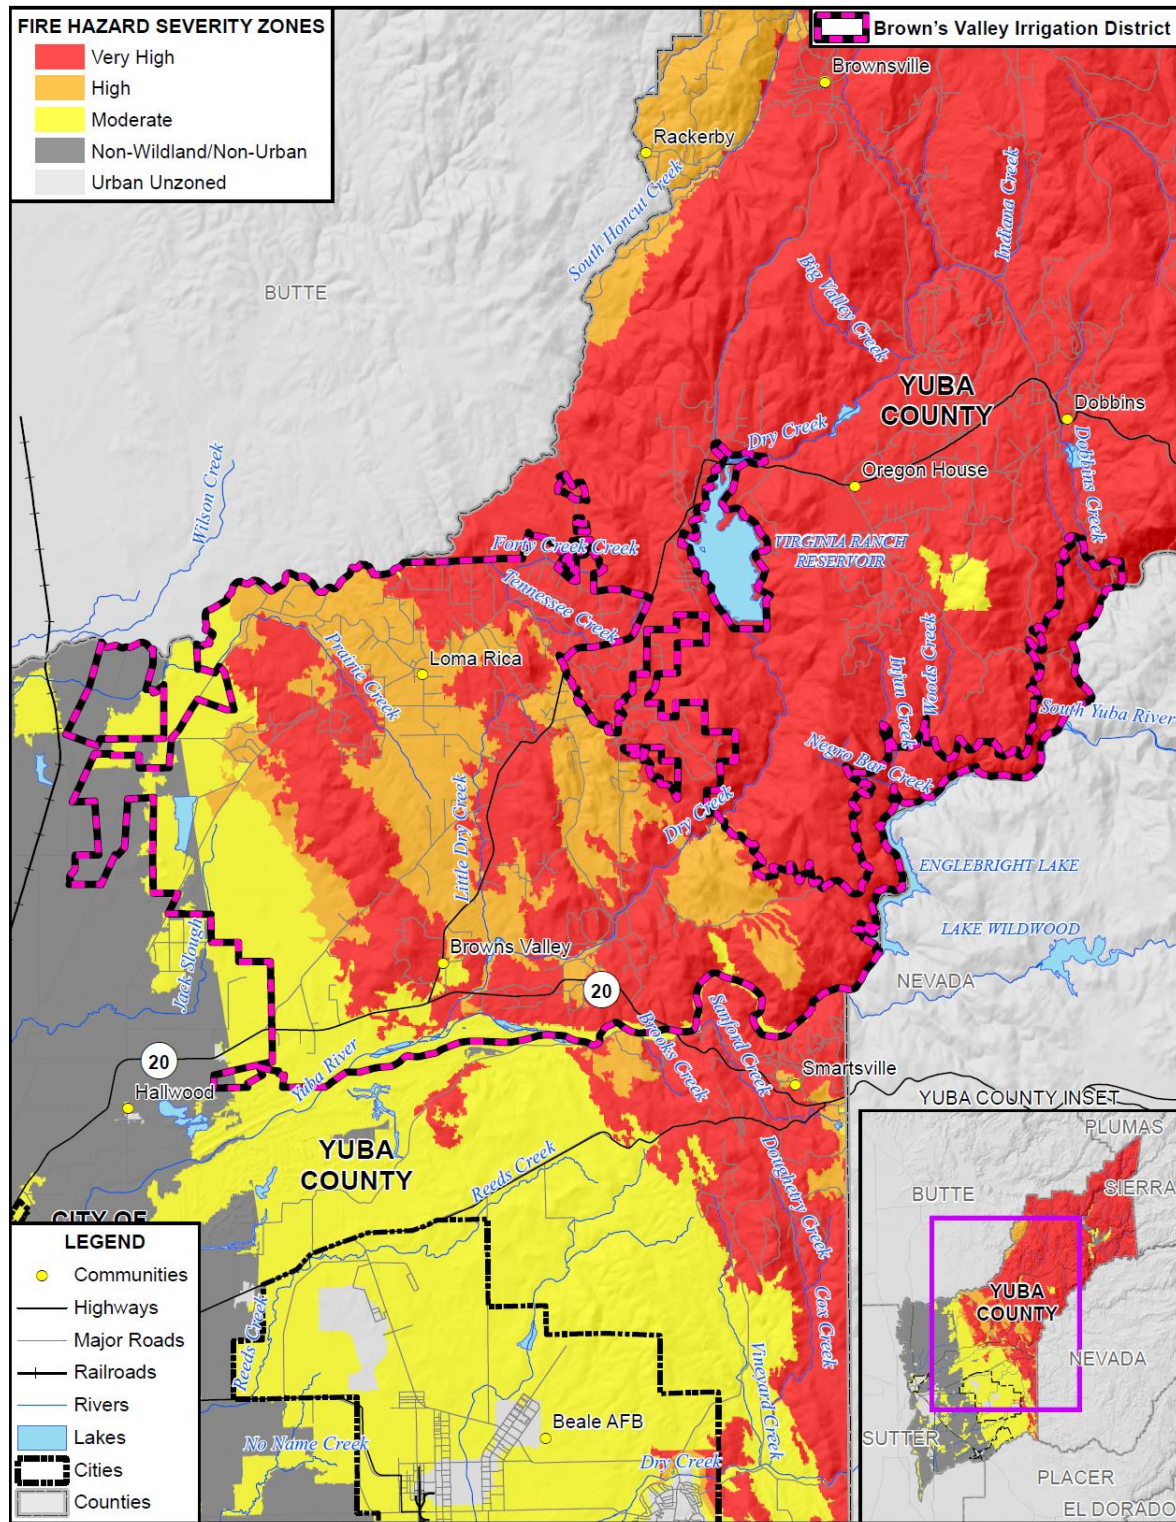 FIRE HAZARD SEVERITY ZONES
Very High
High
Moderate
Non-Wildland/Non-Urban
Urban Unzoned
Brown's Valley Irrigation District
Brownsville
Rackerby
South Honcut Creek
Indiana Creek
Big Valley Creek
BUTTE
YUBA
COUNTY
Dobbins
Dry Creek
Dobbins Creek
Oregon House
Wilson Creek
Forty Creek Creek
VIRGINIA RANCH
RESERVOIR
Tennessee Creek
Prairie Creek
Loma Rica
Injun Creek
Woods Creek
South Yuba River
Negro Bar Creek
Little Dry Creek
Dry Creek
ENGLEBRIGHT LAKE
LAKE WILDWOOD
Jack Slough
Browns Valley
NEVADA
20
Sanford Creek
Brooks Creek
20
Yuba River
Smartsville
Hallwood
YUBA COUNTY INSET
YUBA
COUNTY
Reeds Creek
Doughetry Creek
Cox Creek
Vineyard Creek
CITY OF
Reeds Creek
Beale AFB
No Name Creek
Dry Creek
LEGEND
Communities
Highways
Major Roads
Railroads
Rivers
Lakes
Cities
Counties
PLUMAS
BUTTE
SIERRA
YUBA
COUNTY
NEVADA
SUTTER
PLACER
EL DORADO